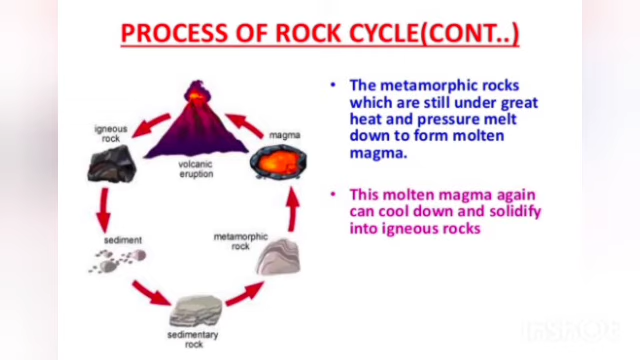 PROCESS OF ROCK CYCLE(CONT..)
• The metamorphic rocks
which are still under great
heat and pressure melt
down to form molten
magma.
• This molten magma again
can cool down and solidify
into igneous rocks
igneous
rock
volcanic
eruption
magma
sediment
metamorphic
rock
sedimentary
rock